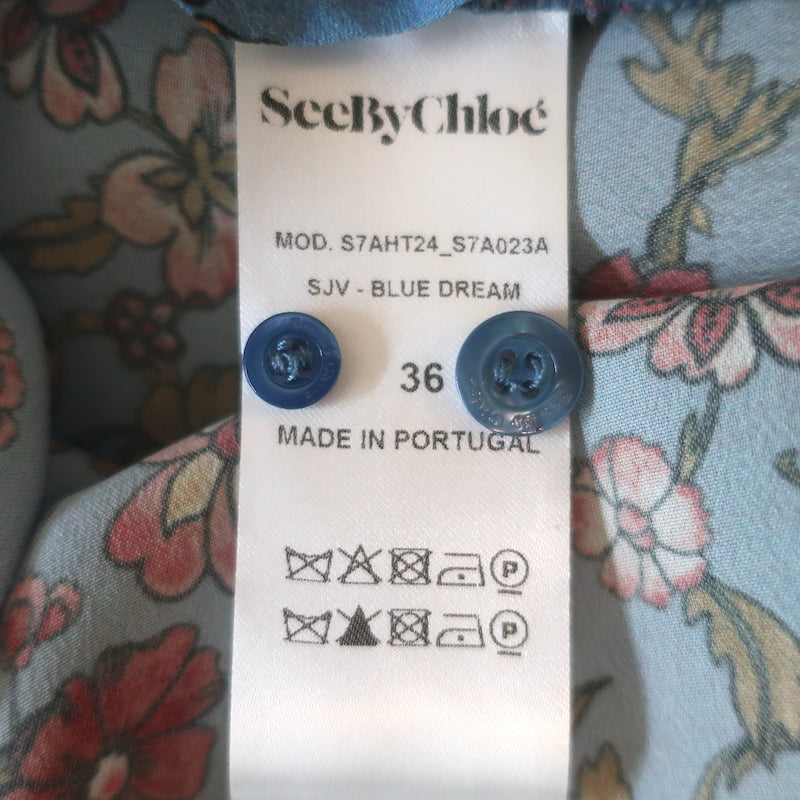 SeeByChloé
MOD. S7AHT24_S7A023A
SJV - BLUE DREAM
36
MADE IN PORTUGAL
P
P